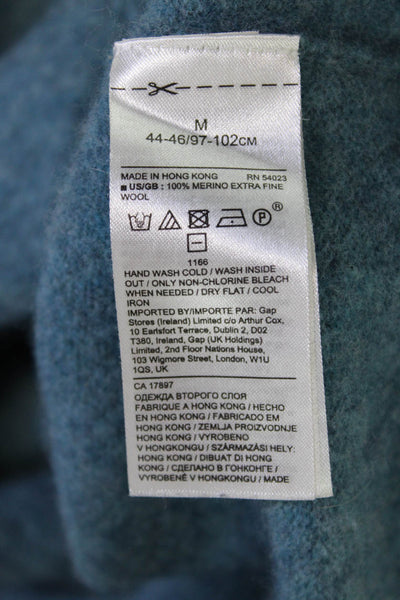 M
44-46/97-102CM
MADE IN HONG KONG RN 54023
■ US/GB : 100% MERINO EXTRA FINE
WOOL
P ®
1166
HAND WASH COLD / WASH INSIDE
OUT / ONLY NON-CHLORINE BLEACH
WHEN NEEDED / DRY FLAT / COOL
IRON
IMPORTED BY/IMPORTE PAR: Gap
Stores (Ireland) Limited c/o Arthur Cox,
10 Earlsfort Terrace, Dublin 2, D02
T380, Ireland, Gap (UK Holdings)
Limited, 2nd Floor Nations House,
103 Wigmore Street, London, W1U
1QS, UK
CA 17897
ОДЕЖДА ВТОРОГО СЛОЯ
FABRIQUE A HONG KONG / HECHO
EN HONG KONG / FABRICADO EM
HONG KONG / ZEMLJA PROIZVODNJE
HONG KONG / VYROBENO
V HONGKONGU / SZÁRMAZÁSI HELY:
HONG KONG / DIBUAT DI HONG
KONG / СДЕЛАНО В ГОНКОНГЕ /
VYROBENÉ V HONGKONGU / MADE